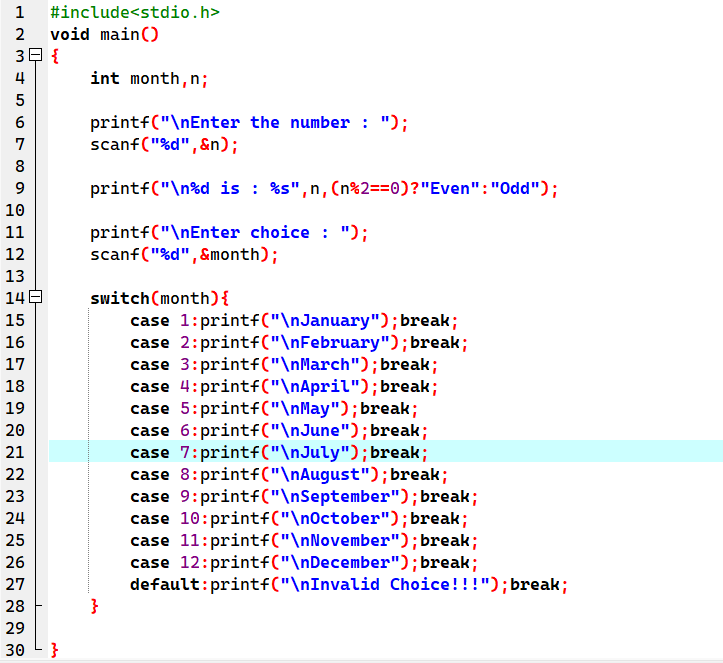 1 #include<stdio.h>
2 void main()
3 {
4     int month,n;
5
6     printf("\nEnter the number : ");
7     scanf("%d",&n);
8
9     printf("\n%d is : %s",n,(n%2==0)?"Even":"Odd");
10
11     printf("\nEnter choice : ");
12     scanf("%d",&month);
13
14     switch(month){
15         case 1:printf("\nJanuary");break;
16         case 2:printf("\nFebruary");break;
17         case 3:printf("\nMarch");break;
18         case 4:printf("\nApril");break;
19         case 5:printf("\nMay");break;
20         case 6:printf("\nJune");break;
21         case 7:printf("\nJuly");break;
22         case 8:printf("\nAugust");break;
23         case 9:printf("\nSeptember");break;
24         case 10:printf("\nOctober");break;
25         case 11:printf("\nNovember");break;
26         case 12:printf("\nDecember");break;
27         default:printf("\nInvalid Choice!!!");break;
28     }
29
30 }